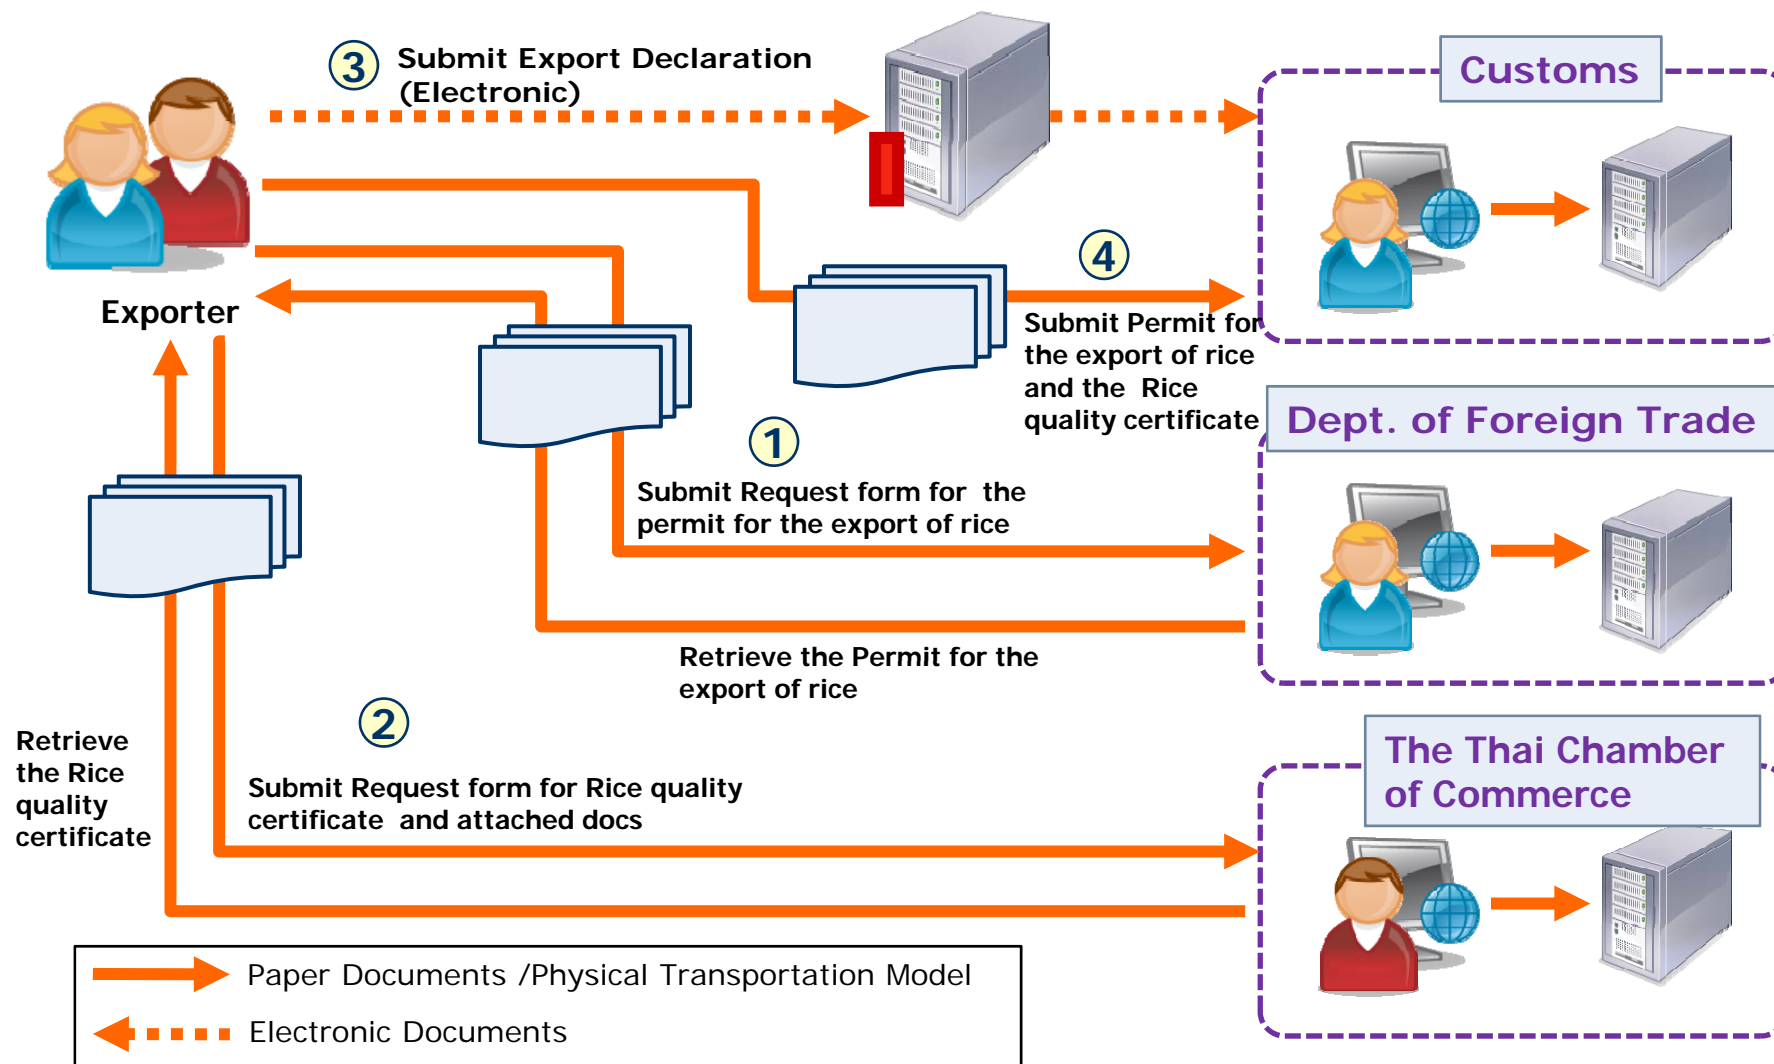 3
Submit Export Declaration
(Electronic)
Customs
Exporter
4
Submit Permit for
the export of rice
and the Rice
quality certificate
Dept. of Foreign Trade
1
Submit Request form for the
permit for the export of rice
Retrieve the Permit for the
export of rice
2
Retrieve
the Rice
quality
certificate
Submit Request form for Rice quality
certificate and attached docs
The Thai Chamber
of Commerce
Paper Documents /Physical Transportation Model
Electronic Documents